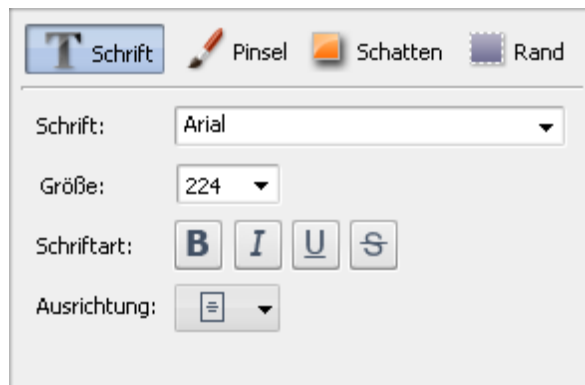 Schrift Pinsel Schatten Rand
Schrift: Arial
Größe: 224
Schriftart: B I U S
Ausrichtung: